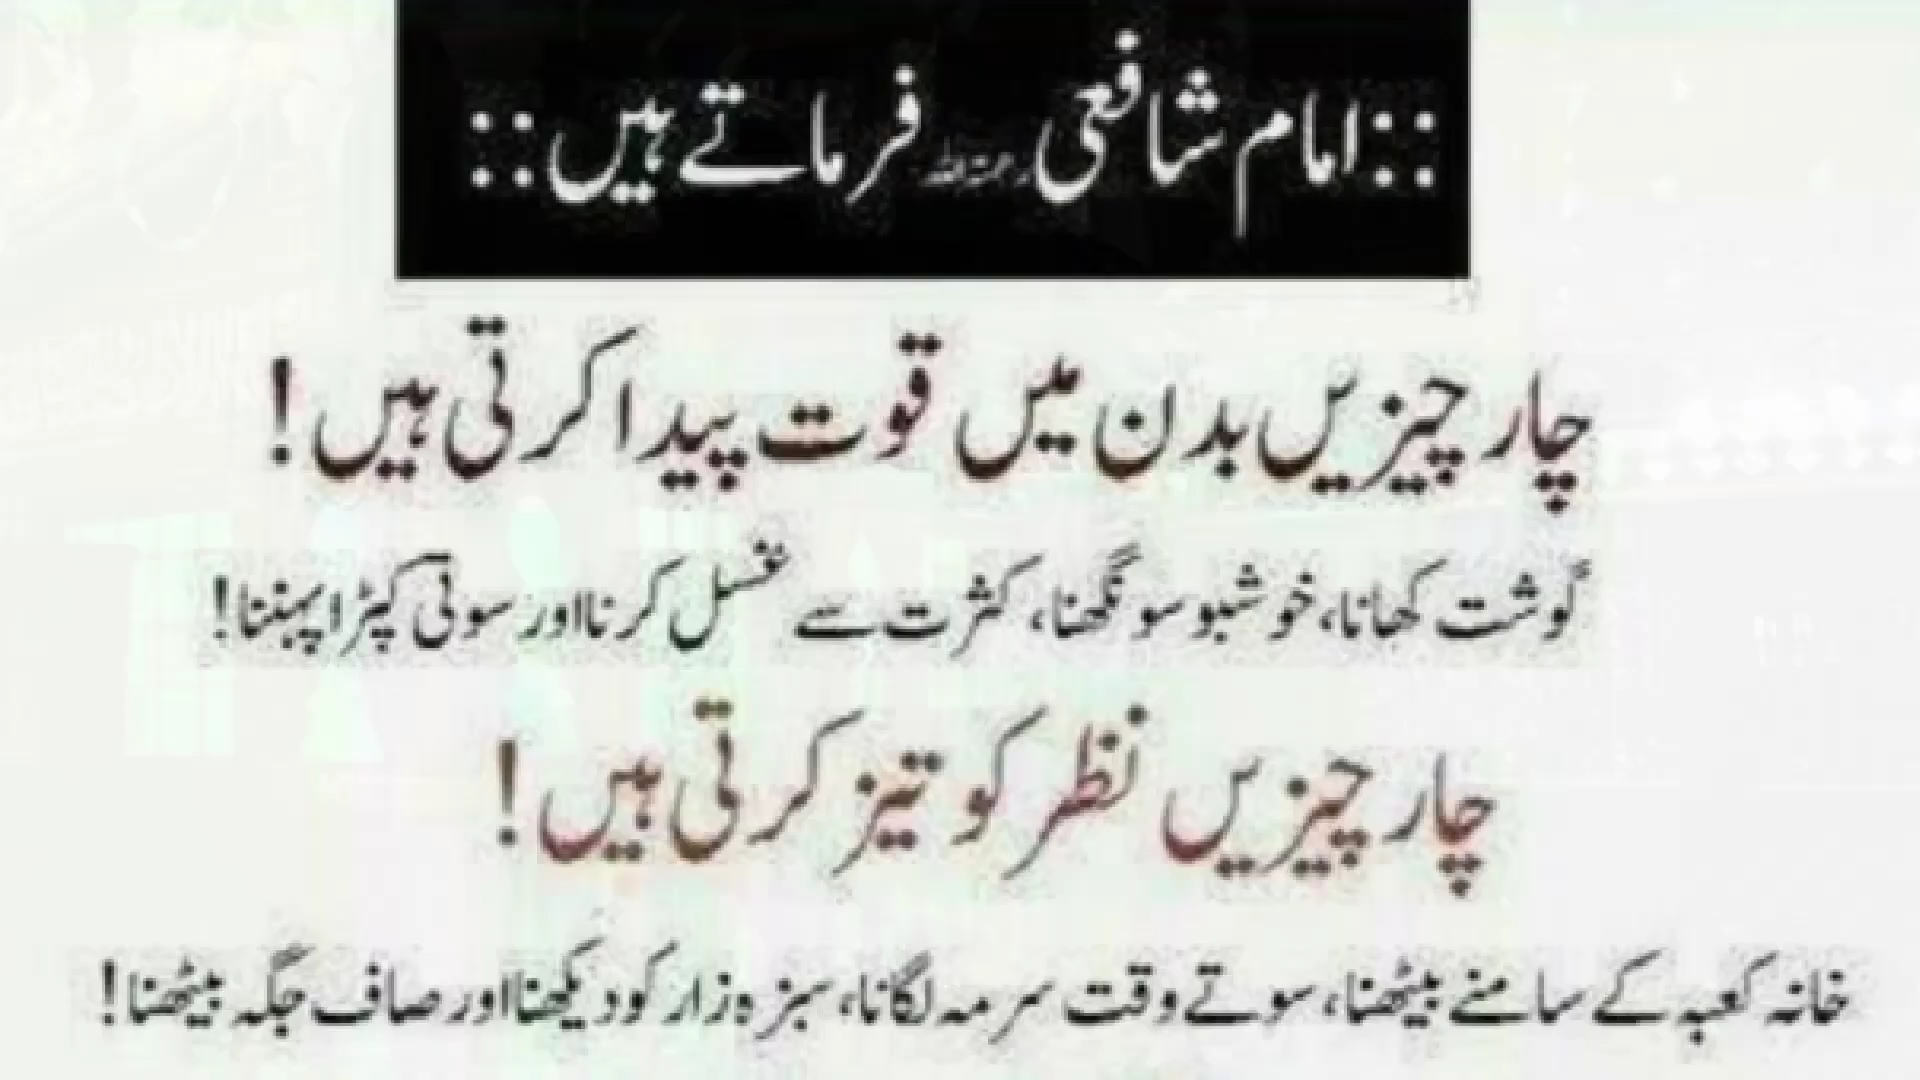 ::امام شافعی رحمۃ اللہ فرماتے ہیں::
چار چیزیں بدن میں قوت پیدا کرتی ہیں!
گوشت کھانا، خوشبو سونگھنا، کثرت سے غسل کرنا اور سوتی کپڑا پہننا!
چار چیزیں نظر کو تیز کرتی ہیں!
خانہ کعبہ کے سامنے بیٹھنا، سوتے وقت سرمہ لگانا، سبزہ زار کو دیکھنا اور صاف جگہ بیٹھنا!